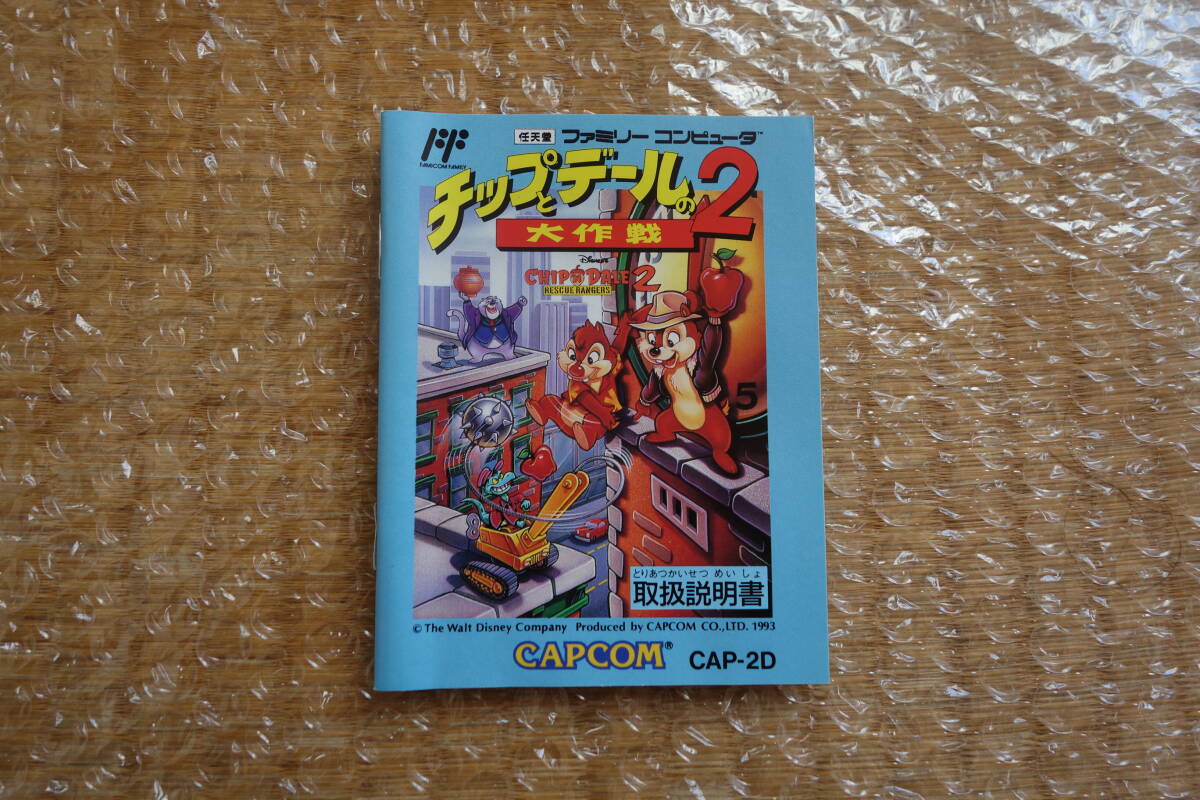 FF
FAMICOM FAMILY
任天堂 ファミリー コンピュータ™
チップとデールの2
大作戦
Disney's
CHIP 'N DALE 2
RESCUE RANGERS
5
とりあつかいせつ めい しょ
取扱説明書
© The Walt Disney Company Produced by CAPCOM CO., LTD. 1993
CAPCOM® CAP-2D